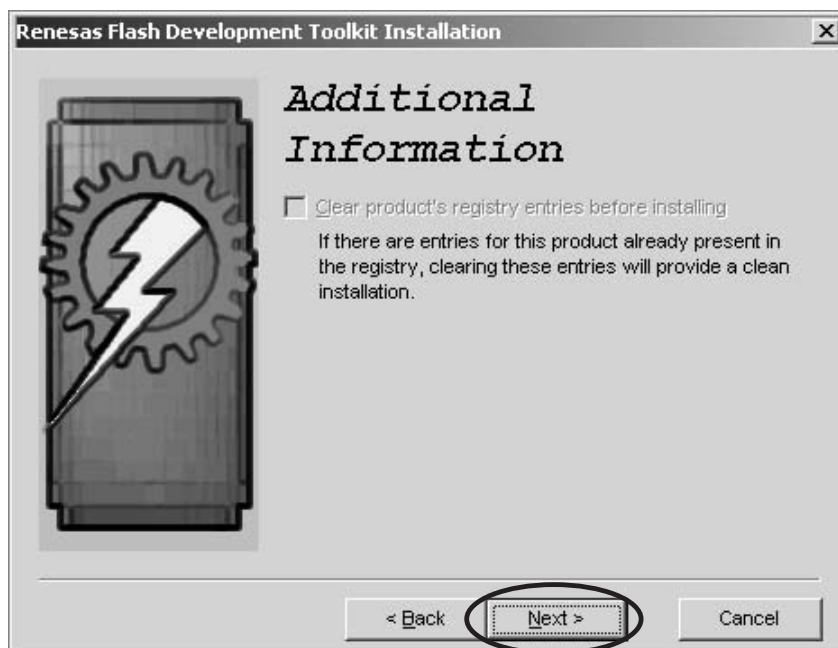 Renesas Flash Development Toolkit Installation
Additional
Information
Clear product's registry entries before installing
If there are entries for this product already present in
the registry, clearing these entries will provide a clean
installation.
< Back
Next >
Cancel